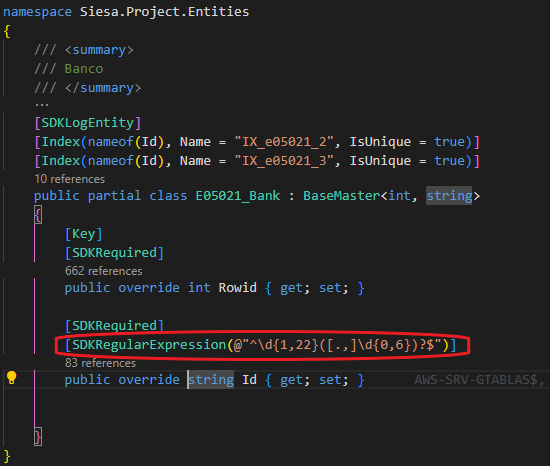 namespace Siesa.Project.Entities
{
/// <summary>
/// Banco
/// </summary>
...
[SDKLogEntity]
[Index(nameof(Id), Name = "IX_e05021_2", IsUnique = true)]
[Index(nameof(Id), Name = "IX_e05021_3", IsUnique = true)]
10 references
public partial class E05021_Bank : BaseMaster<int, string>
{
[Key]
[SDKRequired]
662 references
public override int Rowid { get; set; }
[SDKRequired]
[SDKRegularExpression(@"^\d{1,22}([.,]\d{0,6})?$")]
83 references
public override string Id { get; set; } AWS-SRV-GTABLAS$,
}
}